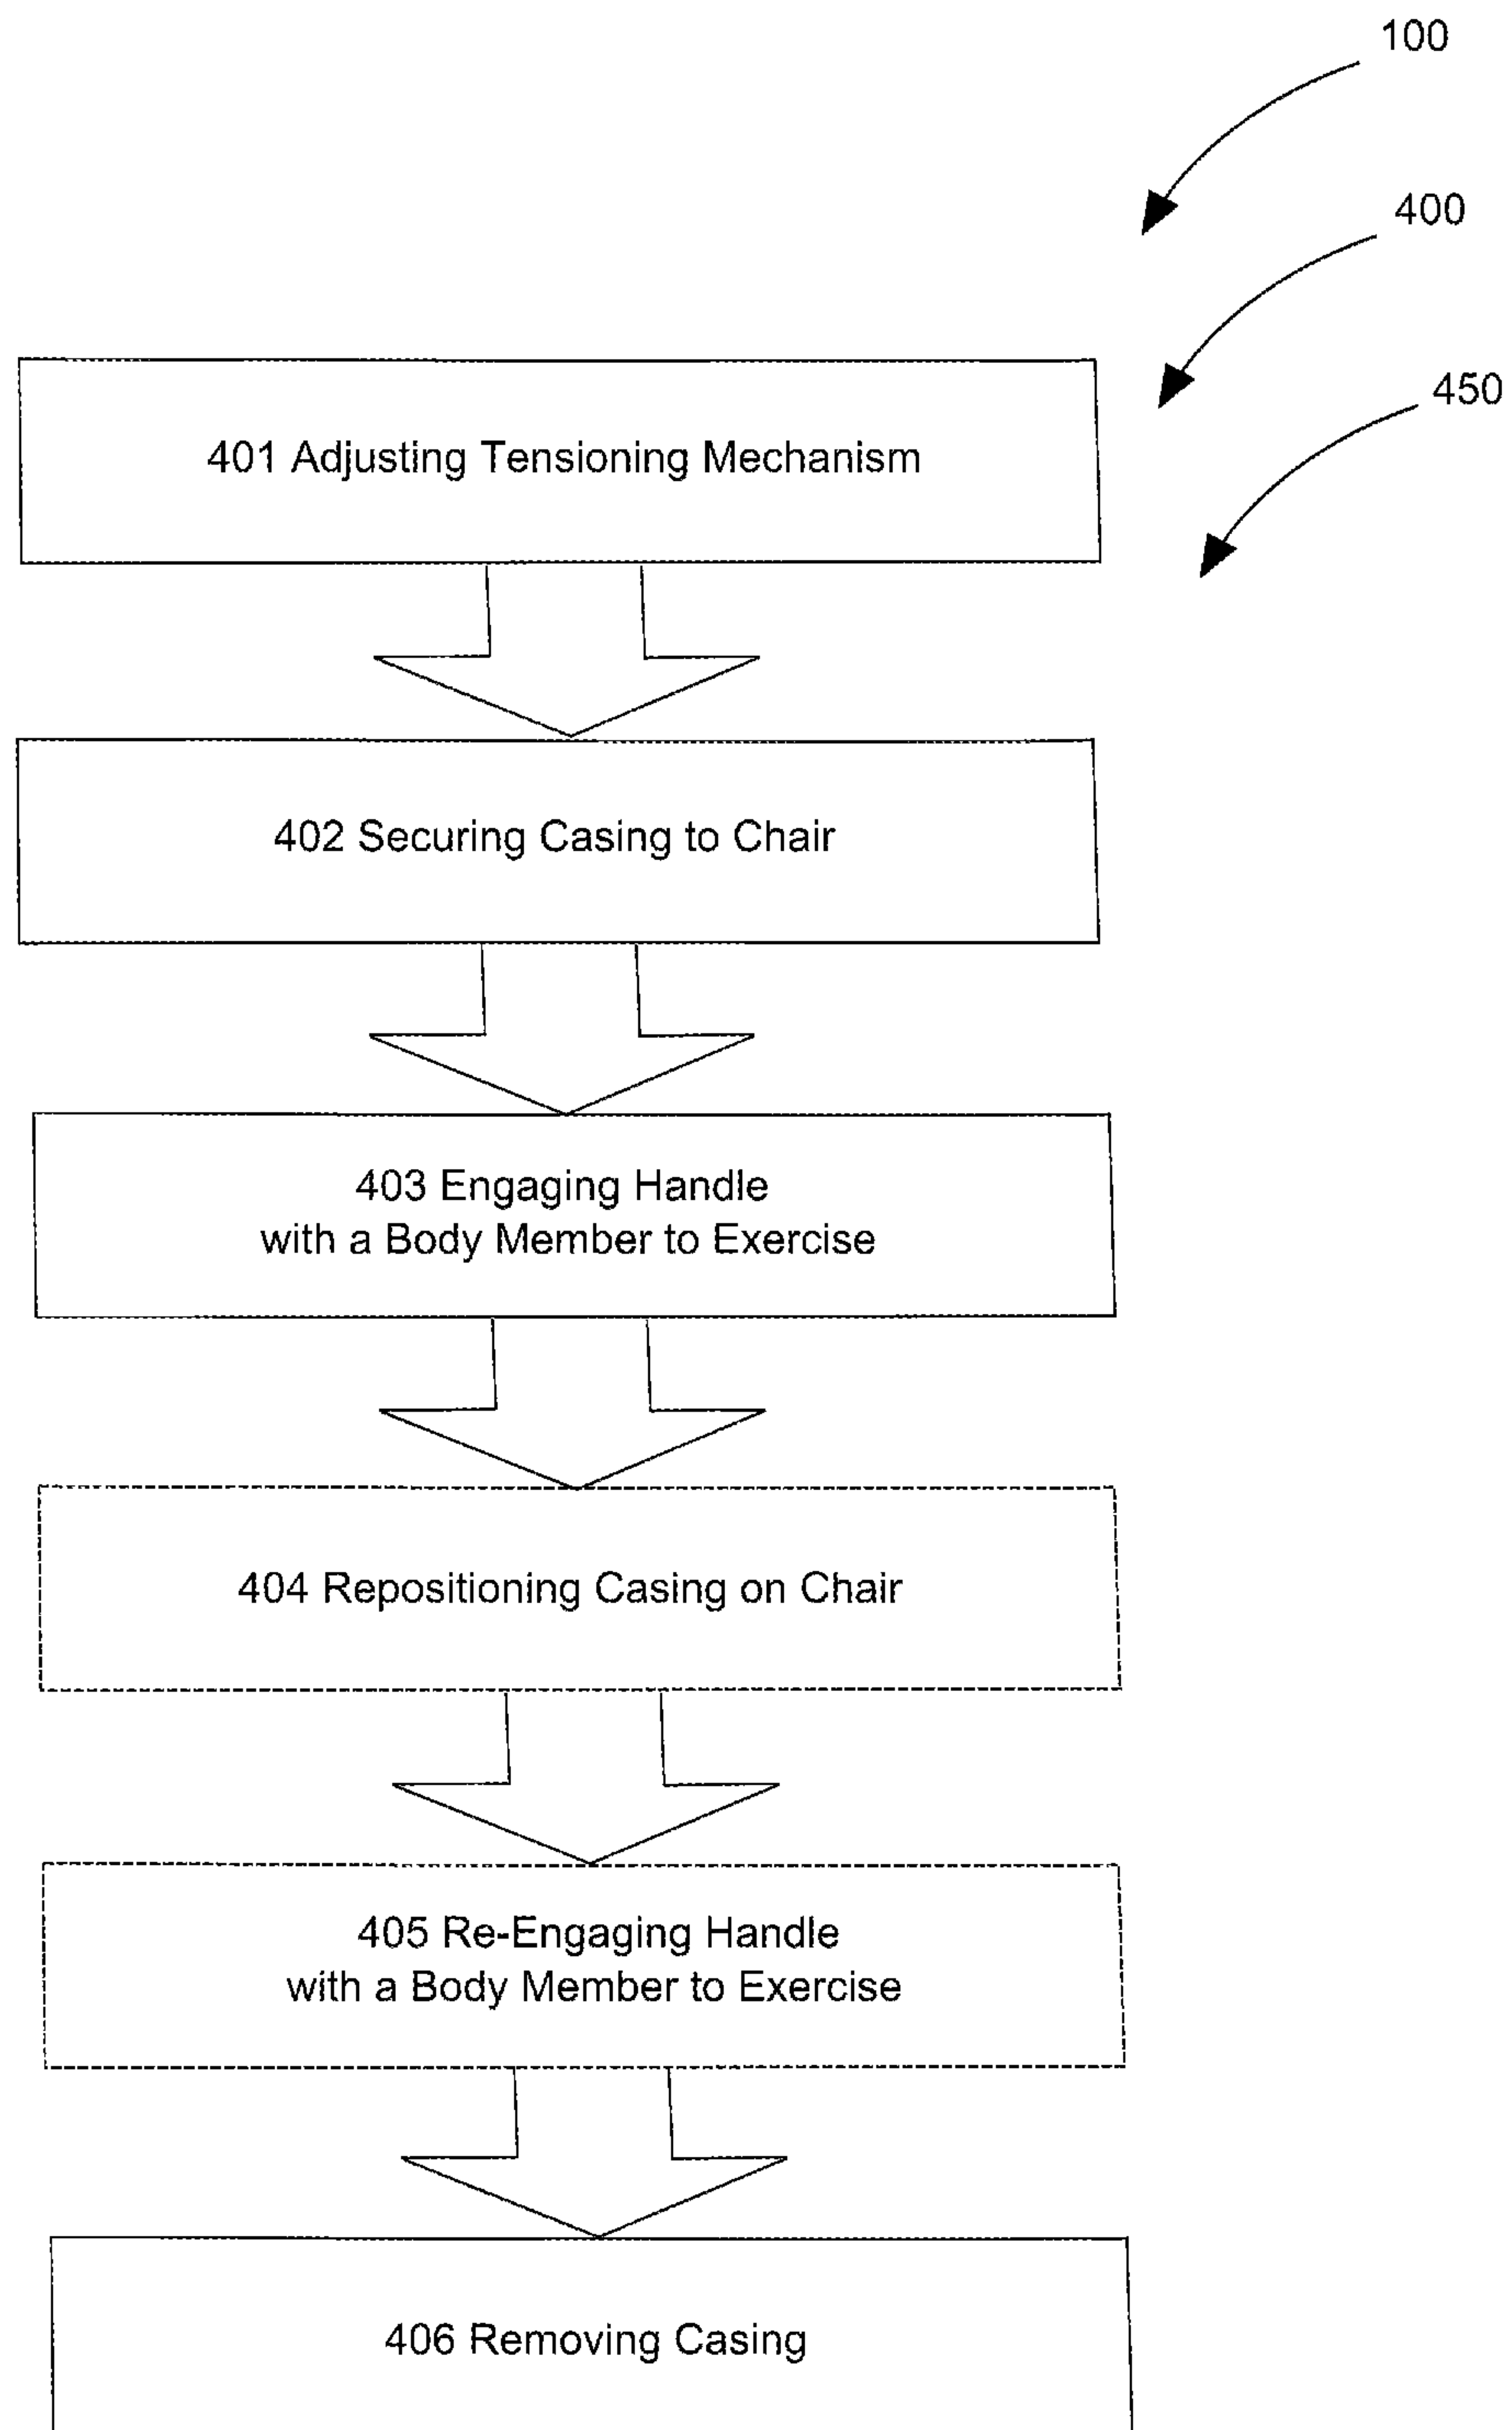 100
400
450
401 Adjusting Tensioning Mechanism
402 Securing Casing to Chair
403 Engaging Handle
with a Body Member to Exercise
404 Repositioning Casing on Chair
405 Re-Engaging Handle
with a Body Member to Exercise
406 Removing Casing